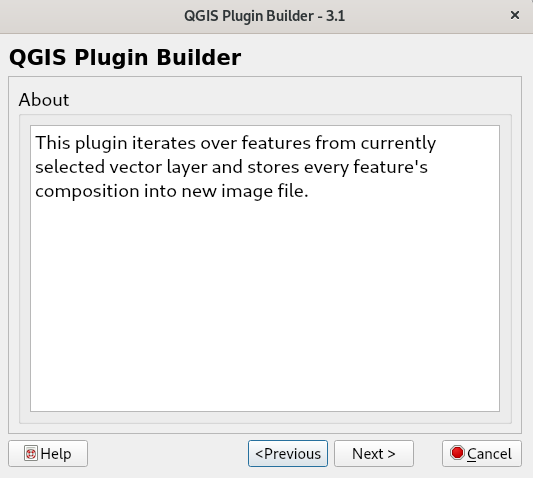 QGIS Plugin Builder - 3.1
QGIS Plugin Builder
About
This plugin iterates over features from currently
selected vector layer and stores every feature's
composition into new image file.
Help
<Previous
Next >
Cancel